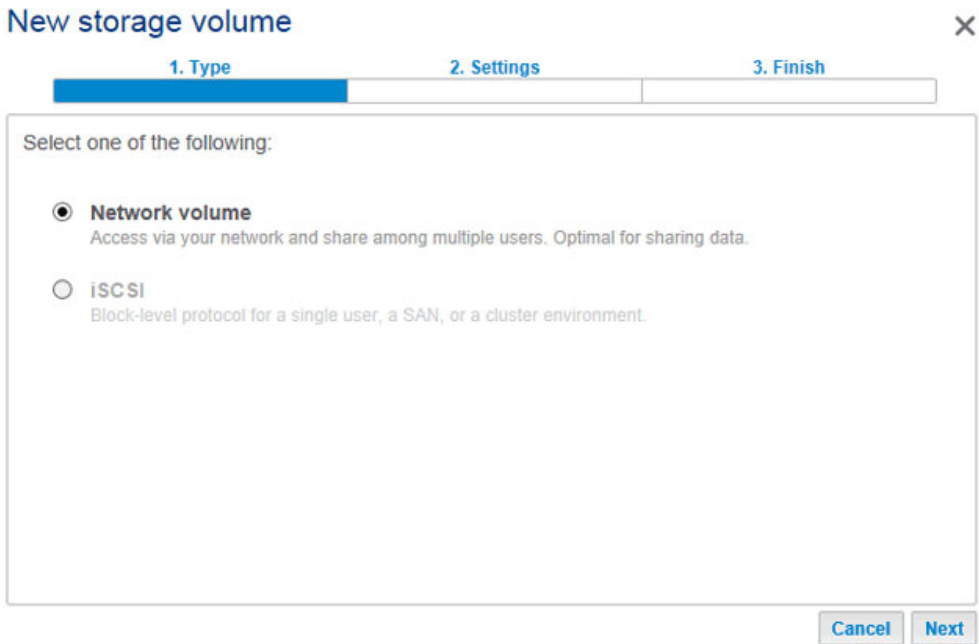 New storage volume
1. Type 2. Settings 3. Finish
Select one of the following:
Network volume
Access via your network and share among multiple users. Optimal for sharing data.
iSCSI
Block-level protocol for a single user, a SAN, or a cluster environment.
Cancel Next